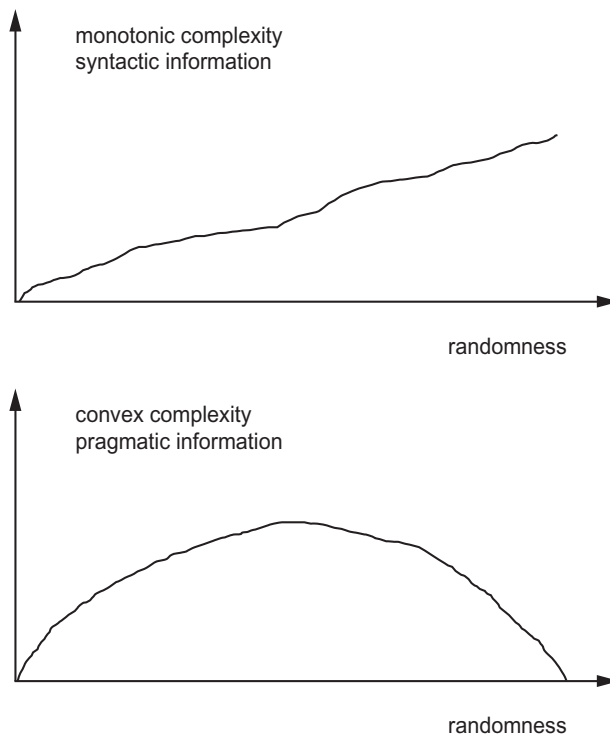 monotonic complexity
syntactic information
randomness
convex complexity
pragmatic information
randomness